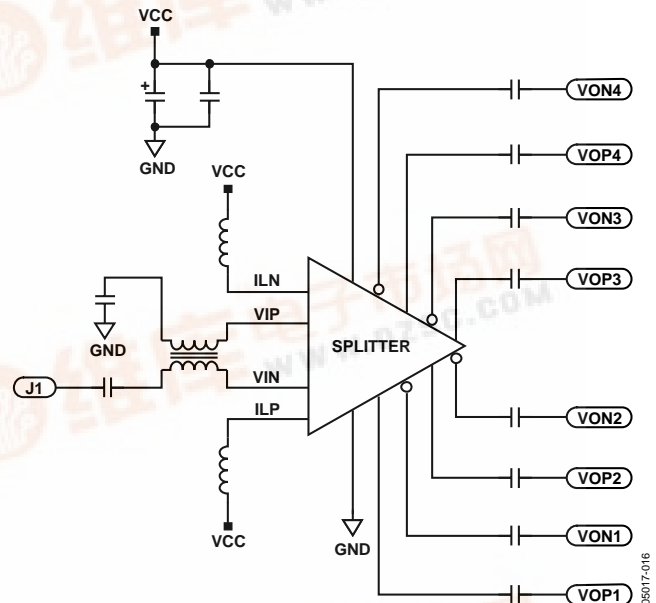 VCC
VON4
+
VOP4
GND
VCC
VON3
ILN
VOP3
VIP
GND
SPLITTER
J1
VIN
ILP
VON2
VOP2
VCC
GND
VON1
VOP1
05017-016